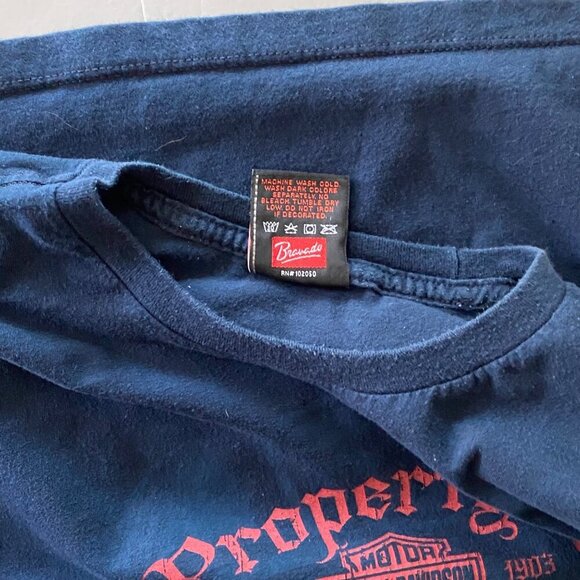 MACHINE WASH COLD.
WASH DARK COLORS
SEPARATELY. NO
BLEACH. TUMBLE DRY
LOW. DO NOT IRON
IF DECORATED.
Bravado
RN# 102050
Property
MOTOR
1903